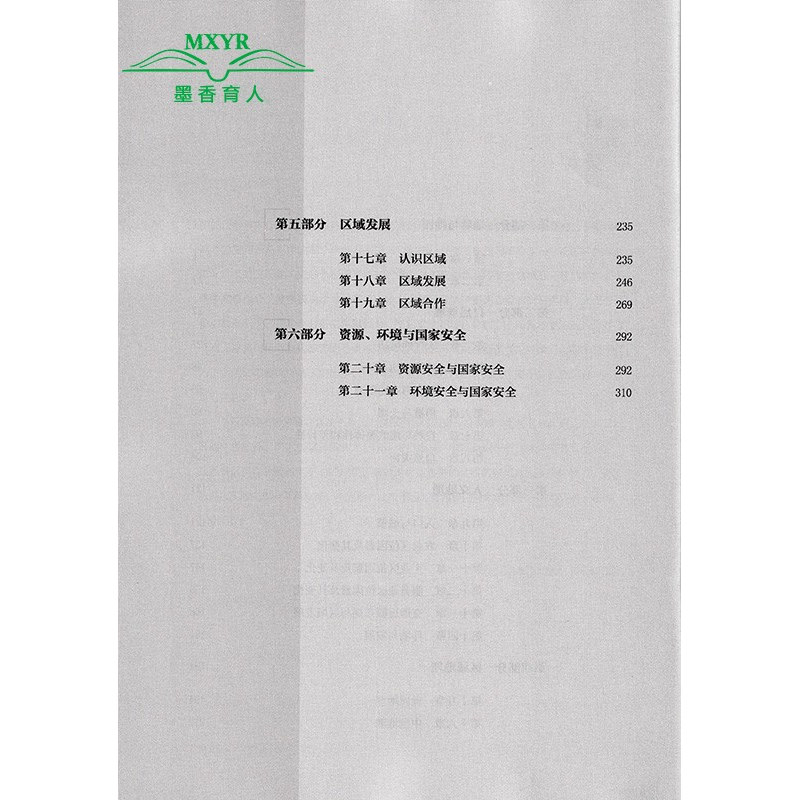 MXYR
墨香育人
第五部分 区域发展 235
第十七章 认识区域 235
第十八章 区域发展 246
第十九章 区域合作 269
第六部分 资源、环境与国家安全 292
第二十章 资源安全与国家安全 292
第二十一章 环境安全与国家安全 310